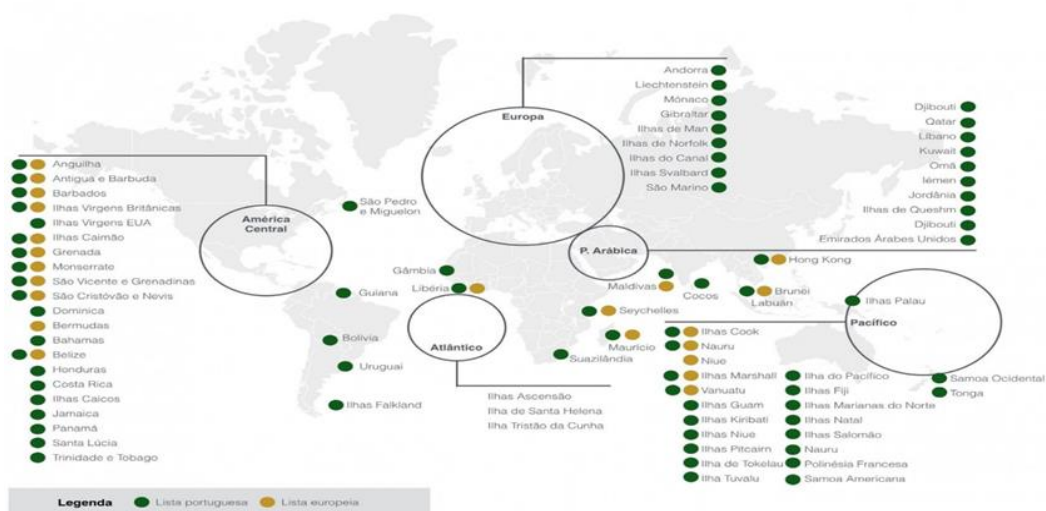 Europa
Andorra
Liechtenstein
Mónaco
Gibraltar
Ilhas de Man
Ilhas de Norfolk
Ilhas do Canal
Ilhas Svalbard
São Marino
Djibouti
Qatar
Líbano
Kuwait
Omã
Iémen
Jordânia
Ilhas de Queshm
Djibouti
Emirados Árabes Unidos
P. Arábica
América
Central
Anguilha
Antigua e Barbuda
Barbados
Ilhas Virgens Britânicas
Ilhas Virgens EUA
Ilhas Caimão
Grenada
Monserrate
São Vicente e Grenadinas
São Cristóvão e Nevis
Dominica
Bermudas
Bahamas
Belize
Honduras
Costa Rica
Ilhas Caicos
Jamaica
Panamá
Santa Lúcia
Trinidade e Tobago
São Pedro
e Miguelon
Gâmbia
Libéria
Guiana
Bolívia
Uruguai
Ilhas Falkland
Atlântico
Ilhas Ascensão
Ilha de Santa Helena
Ilha Tristão da Cunha
Maldivas
Cocos
Hong Kong
Brunei
Labuán
Seychelles
Maurício
Suazilândia
Ilhas Palau
Pacífico
Ilhas Cook
Nauru
Niue
Ilhas Marshall
Vanuatu
Ilhas Guam
Ilhas Kiribati
Ilhas Niue
Ilhas Pitcairn
Ilha de Tokelau
Ilha Tuvalu
Ilha do Pacífico
Ilhas Fiji
Ilhas Marianas do Norte
Ilhas Natal
Ilhas Salomão
Nauru
Polinésia Francesa
Samoa Americana
Samoa Ocidental
Tonga
Legenda
Lista portuguesa
Lista europeia